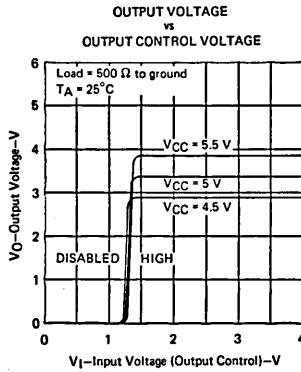 OUTPUT VOLTAGE
vs
OUTPUT CONTROL VOLTAGE
Load = 500 Ω to ground
TA = 25°C
VCC = 5.5 V
VCC = 5 V
VCC = 4.5 V
DISABLED HIGH
VO–Output Voltage–V
6
5
4
3
2
1
0
0 1 2 3 4
VI–Input Voltage (Output Control)–V